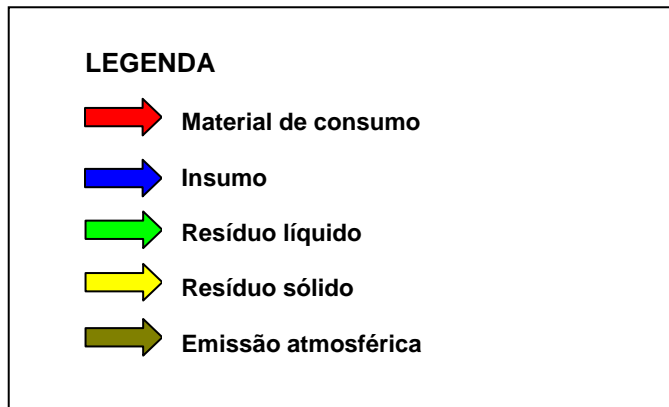 LEGENDA
Material de consumo
Insumo
Resíduo líquido
Resíduo sólido
Emissão atmosférica